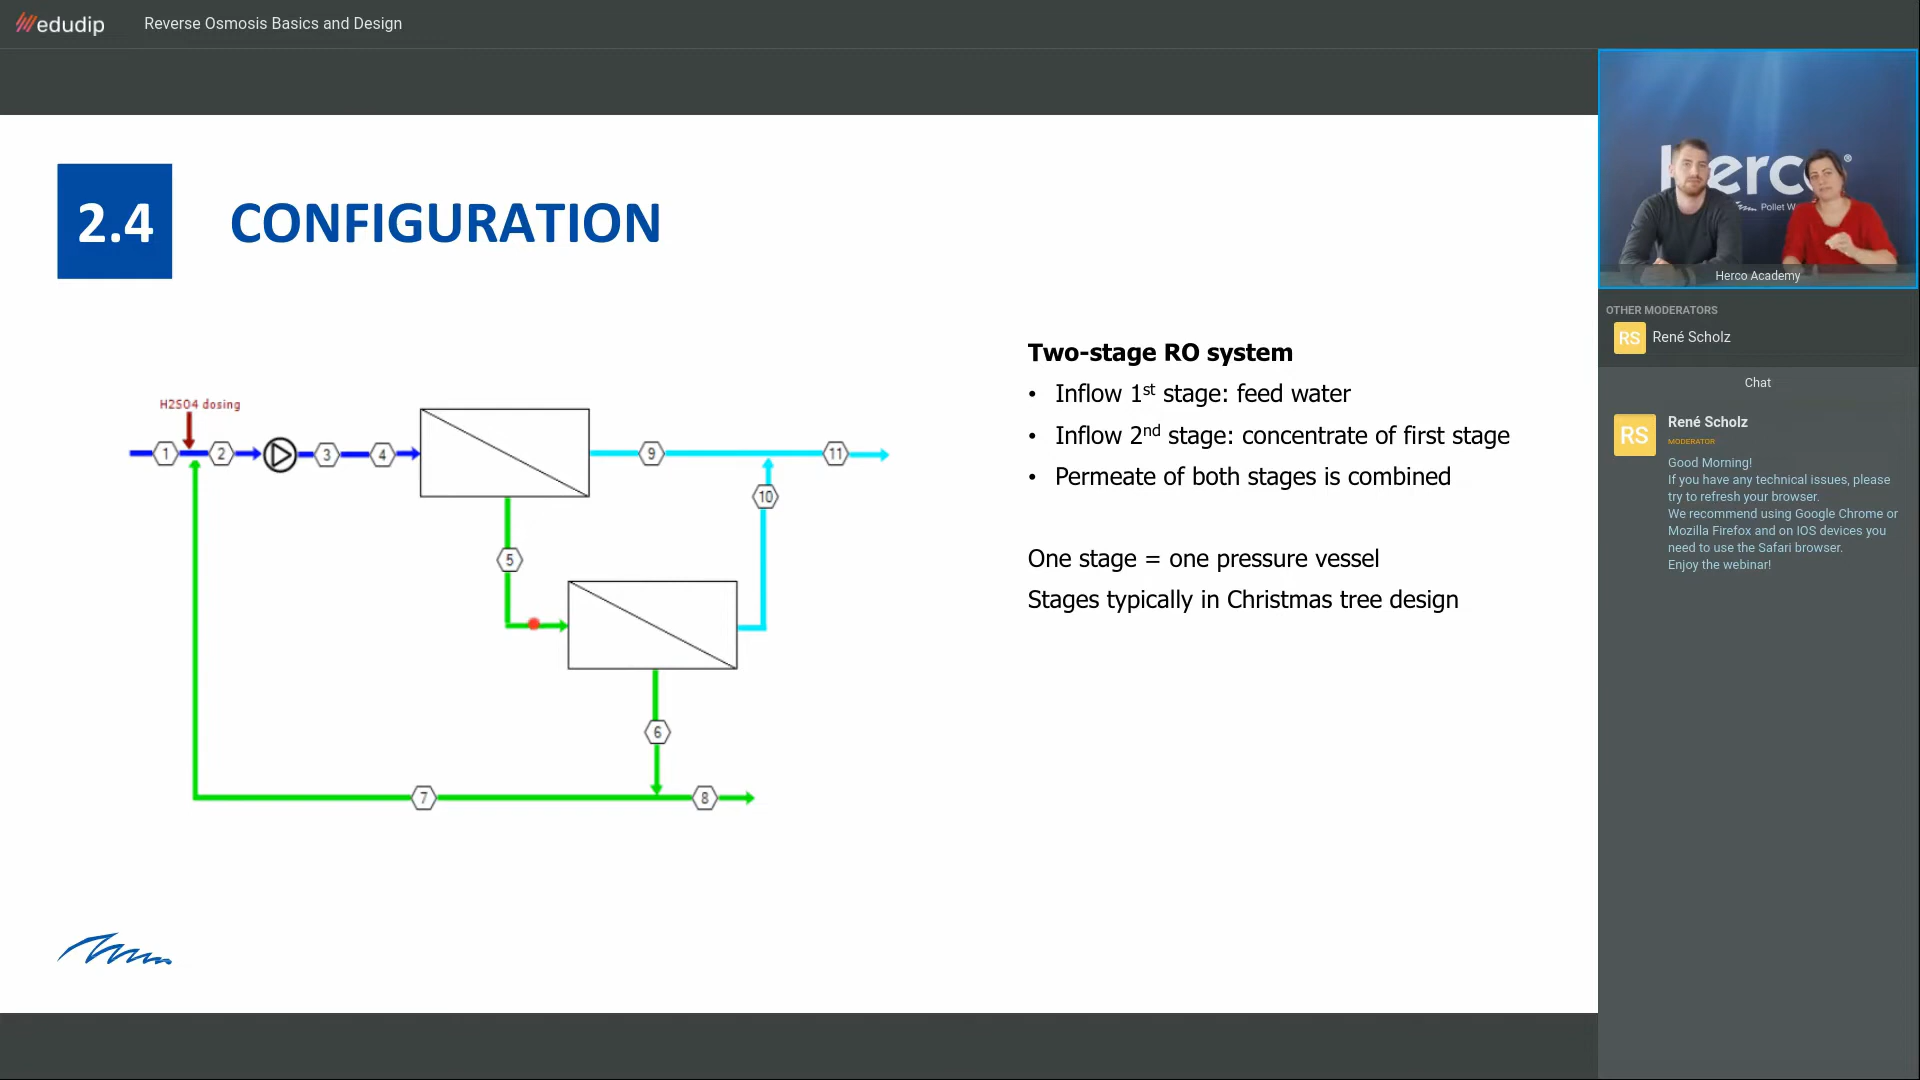 edudip
Reverse Osmosis Basics and Design
2.4
CONFIGURATION
H2SO4 dosing
1
2
3
4
9
11
10
5
6
7
8
Two-stage RO system
• Inflow 1st stage: feed water
• Inflow 2nd stage: concentrate of first stage
• Permeate of both stages is combined
One stage = one pressure vessel
Stages typically in Christmas tree design
Herco®
Pollet W
Herco Academy
OTHER MODERATORS
RS René Scholz
Chat
RS
René Scholz
MODERATOR
Good Morning!
If you have any technical issues, please
try to refresh your browser.
We recommend using Google Chrome or
Mozilla Firefox and on IOS devices you
need to use the Safari browser.
Enjoy the webinar!